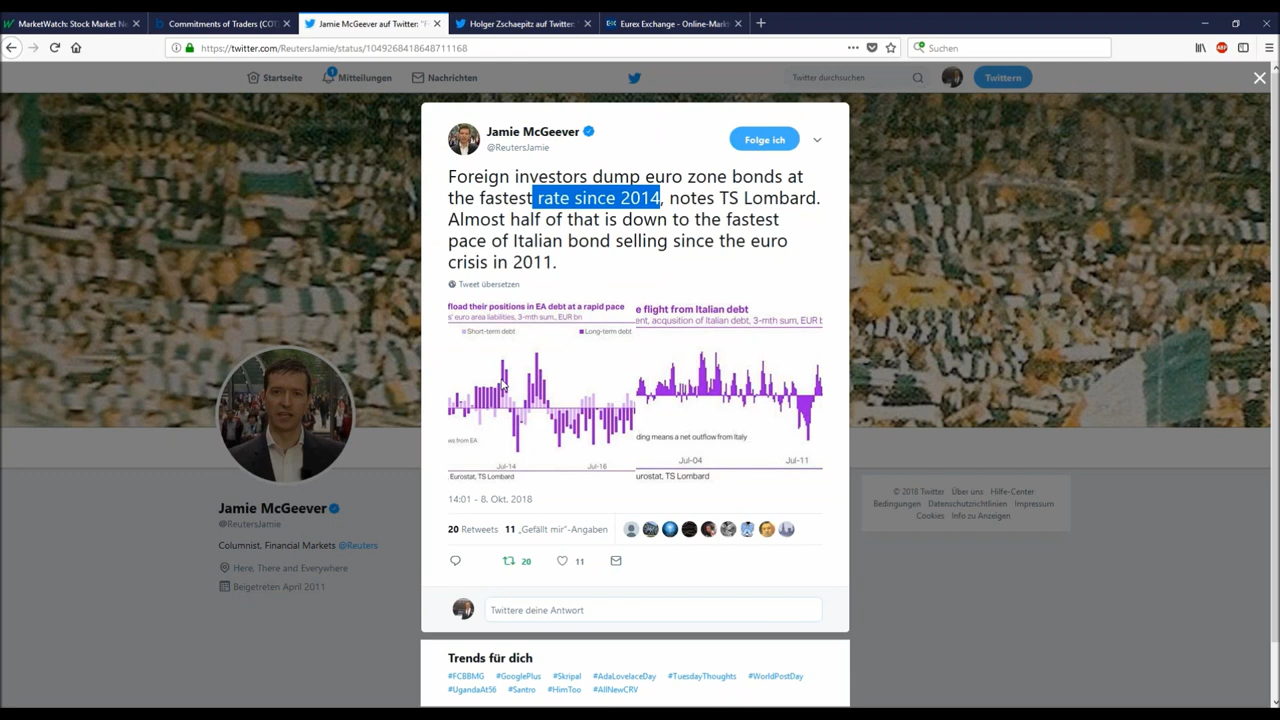 MarketWatch: Stock Market N
Commitments of Traders (COT
Jamie McGeever auf Twitter: "F
Holger Zschaepitz auf Twitter:
Eurex Exchange - Online-Mark
https://twitter.com/ReutersJamie/status/1049268418648711168
Suchen
Startseite
1
Mitteilungen
Nachrichten
Twitter durchsuchen
Twittern
Jamie McGeever
@ReutersJamie
Folge ich
Foreign investors dump euro zone bonds at
the fastest rate since 2014, notes TS Lombard.
Almost half of that is down to the fastest
pace of Italian bond selling since the euro
crisis in 2011.
Tweet übersetzen
fload their positions in EA debt at a rapid pace
s' euro area liabilities, 3-mth sum., EUR bn
Short-term debt
Long-term debt
ws from EA
Jul-14
Jul-16
Eurostat, TS Lombard
e flight from Italian debt
ent, acqusition of Italian debt, 3-mth sum, EUR b
ding means a net outflow from Italy
Jul-04
Jul-11
urostat, TS Lombard
14:01 - 8. Okt. 2018
20 Retweets 11 „Gefällt mir"-Angaben
20
11
Twittere deine Antwort
Jamie McGeever
@ReutersJamie
Columnist, Financial Markets @Reuters
Here, There and Everywhere
Beigetreten April 2011
© 2018 Twitter Über uns Hilfe-Center
Bedingungen Datenschutzrichtlinien Impressum
Cookies Info zu Anzeigen
Trends für dich
#FCBBMG #GooglePlus #Skripal #AdaLovelaceDay #TuesdayThoughts #WorldPostDay
#UgandaAt56 #Santro #HimToo #AllNewCRV